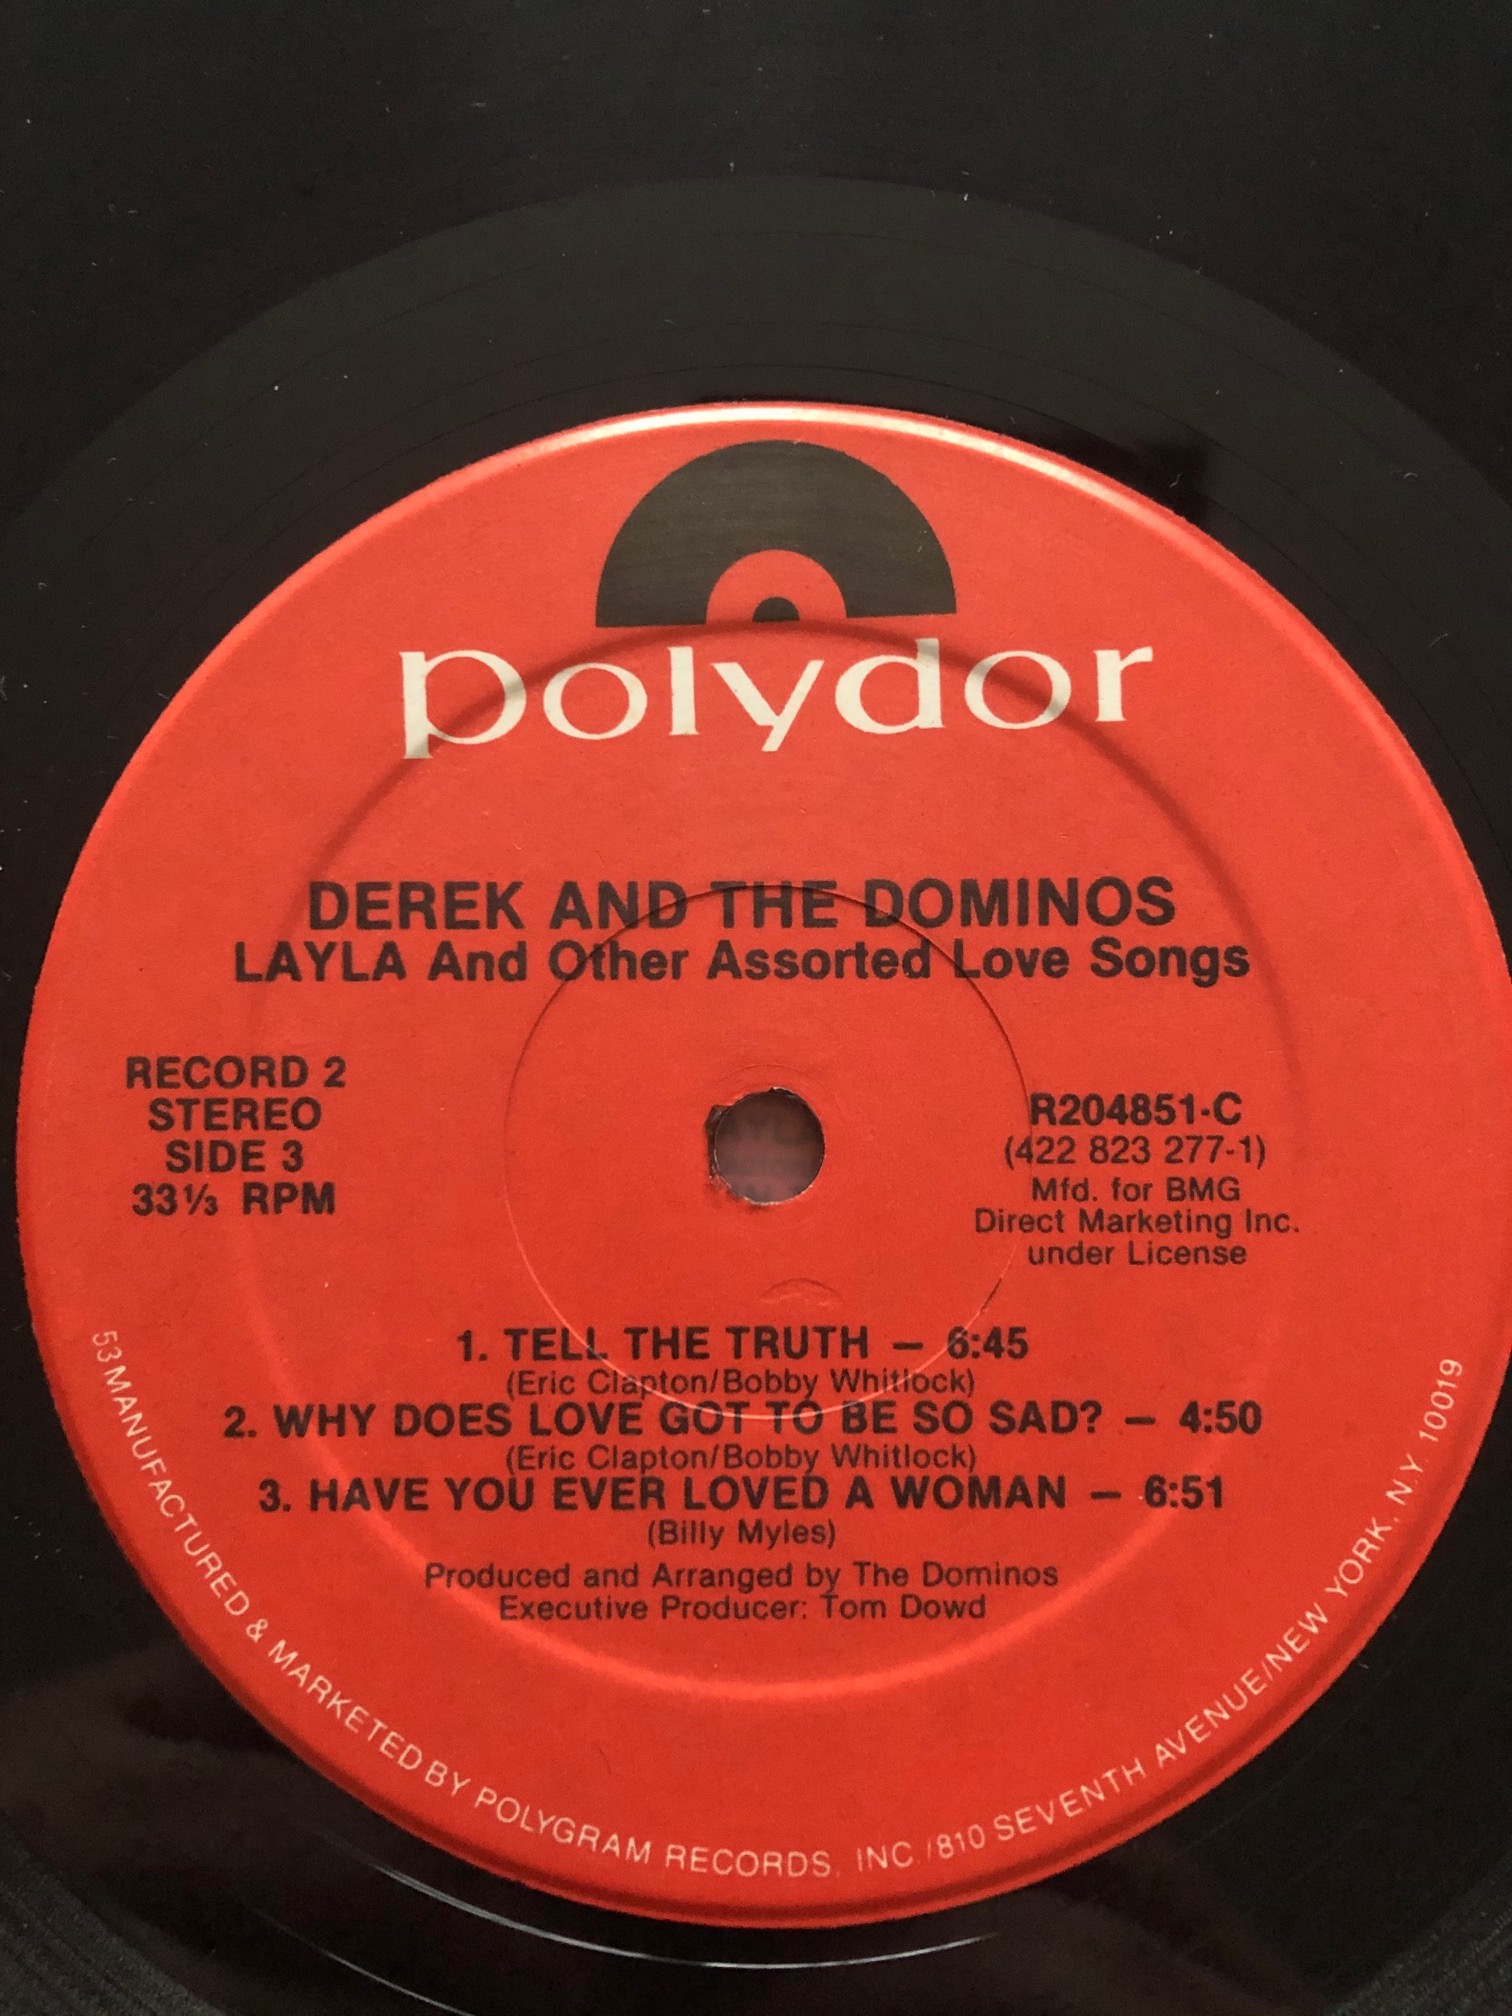 polydor
DEREK AND THE DOMINOS
LAYLA And Other Assorted Love Songs
RECORD 2
STEREO
SIDE 3
33⅓ RPM
R204851-C
(422 823 277-1)
Mfd. for BMG
Direct Marketing Inc.
under License
1. TELL THE TRUTH — 6:45
(Eric Clapton/Bobby Whitlock)
2. WHY DOES LOVE GOT TO BE SO SAD? — 4:50
(Eric Clapton/Bobby Whitlock)
3. HAVE YOU EVER LOVED A WOMAN — 6:51
(Billy Myles)
Produced and Arranged by The Dominos
Executive Producer: Tom Dowd
53 MANUFACTURED & MARKETED BY POLYGRAM RECORDS, INC./810 SEVENTH AVENUE/NEW YORK, N.Y. 10019